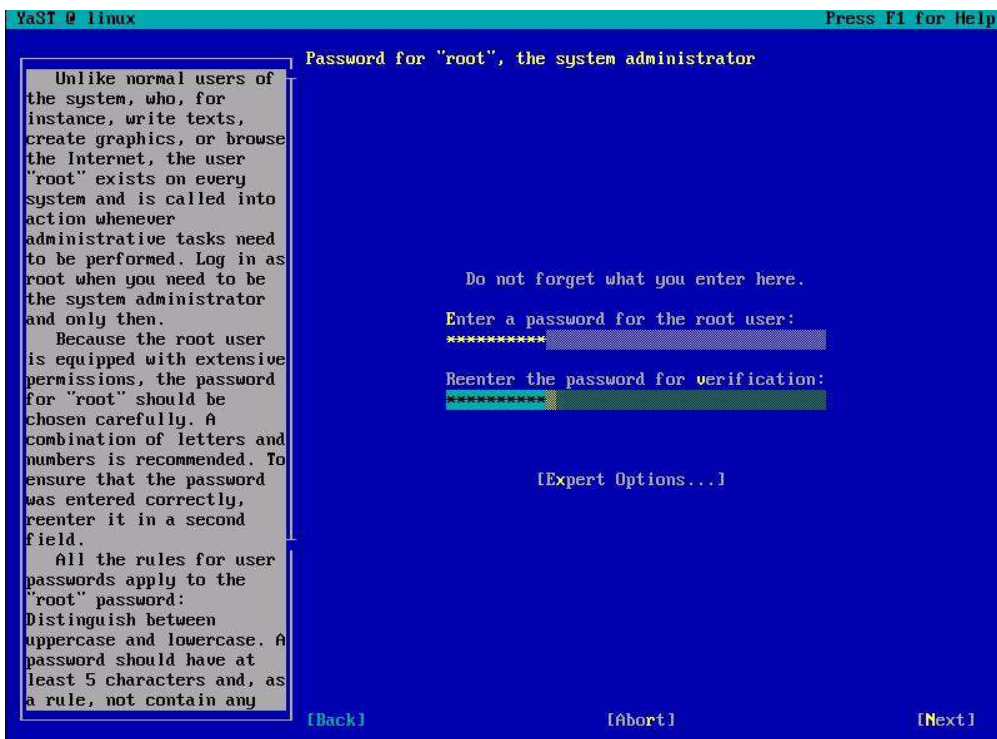 YaST @ linux Press F1 for Help
Password for "root", the system administrator
Unlike normal users of
the system, who, for
instance, write texts,
create graphics, or browse
the Internet, the user
"root" exists on every
system and is called into
action whenever
administrative tasks need
to be performed. Log in as
root when you need to be
the system administrator
and only then.
Because the root user
is equipped with extensive
permissions, the password
for "root" should be
chosen carefully. A
combination of letters and
numbers is recommended. To
ensure that the password
was entered correctly,
reenter it in a second
field.
All the rules for user
passwords apply to the
"root" password:
Distinguish between
uppercase and lowercase. A
password should have at
least 5 characters and, as
a rule, not contain any
Do not forget what you enter here.
Enter a password for the root user:
**********
Reenter the password for verification:
**********
[Expert Options...]
[Back] [Abort] [Next]